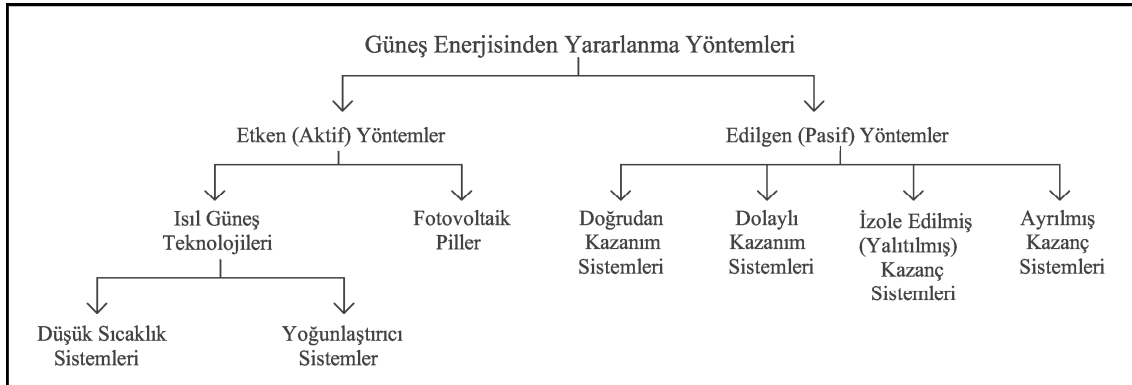 Güneş Enerjisinden Yararlanma Yöntemleri
Etken (Aktif) Yöntemler
Edilgen (Pasif) Yöntemler
Isıl Güneş
Teknolojileri
Fotovoltaik
Piller
Doğrudan
Kazanım
Sistemleri
Dolaylı
Kazanım
Sistemleri
İzole Edilmiş
(Yalıtılmış)
Kazanç
Sistemleri
Ayrılmış
Kazanç
Sistemleri
Düşük Sıcaklık
Sistemleri
Yoğunlaştırıcı
Sistemler